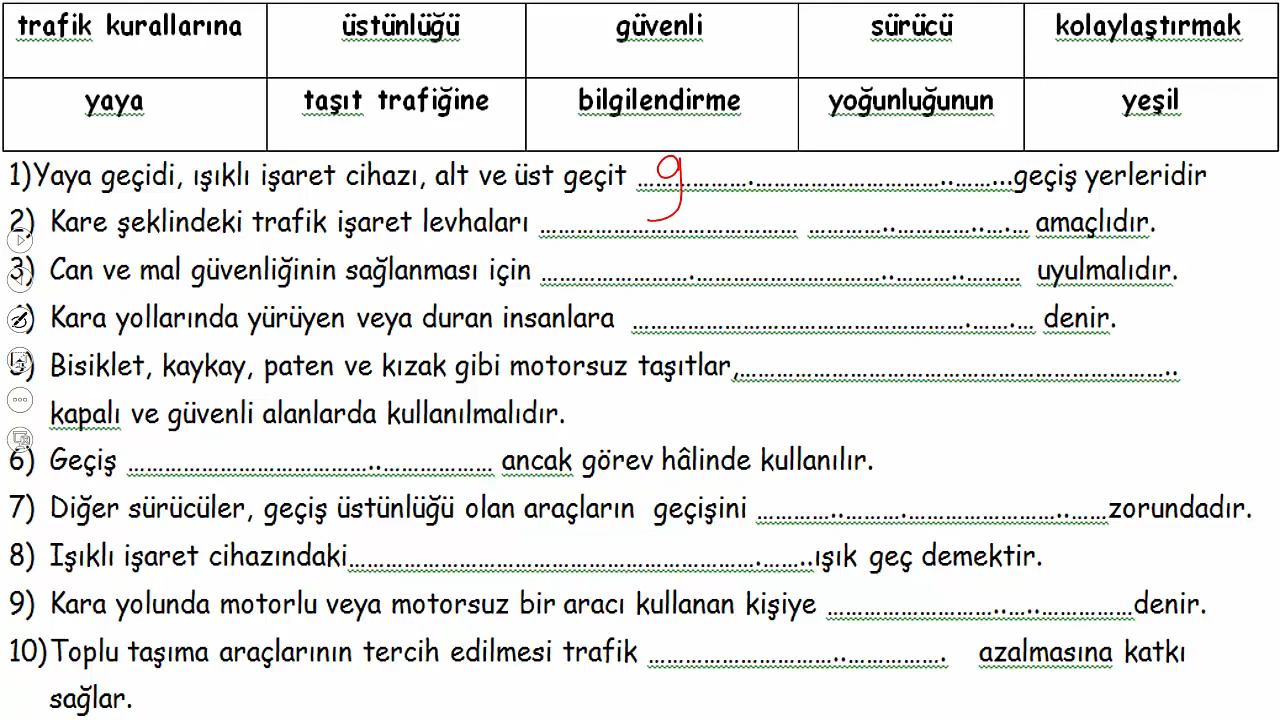 trafik kurallarına üstünlüğü güvenli sürücü kolaylaştırmak
yaya taşıt trafiğine bilgilendirme yoğunluğunun yeşil
1)Yaya geçidi, ışıklı işaret cihazı, alt ve üst geçit ...g...............................geçiş yerleridir
2) Kare şeklindeki trafik işaret levhaları .............................. .......................... amaçlıdır.
3) Can ve mal güvenliğinin sağlanması için ........................................ uyulmalıdır.
4) Kara yollarında yürüyen veya duran insanlara ........................................ denir.
5) Bisiklet, kaykay, paten ve kızak gibi motorsuz taşıtlar,........................................
kapalı ve güvenli alanlarda kullanılmalıdır.
6) Geçiş ........................................ ancak görev hâlinde kullanılır.
7) Diğer sürücüler, geçiş üstünlüğü olan araçların geçişini ........................................zorundadır.
8) Işıklı işaret cihazındaki........................................ışık geç demektir.
9) Kara yolunda motorlu veya motorsuz bir aracı kullanan kişiye ........................................denir.
10)Toplu taşıma araçlarının tercih edilmesi trafik .............................. azalmasına katkı
sağlar.